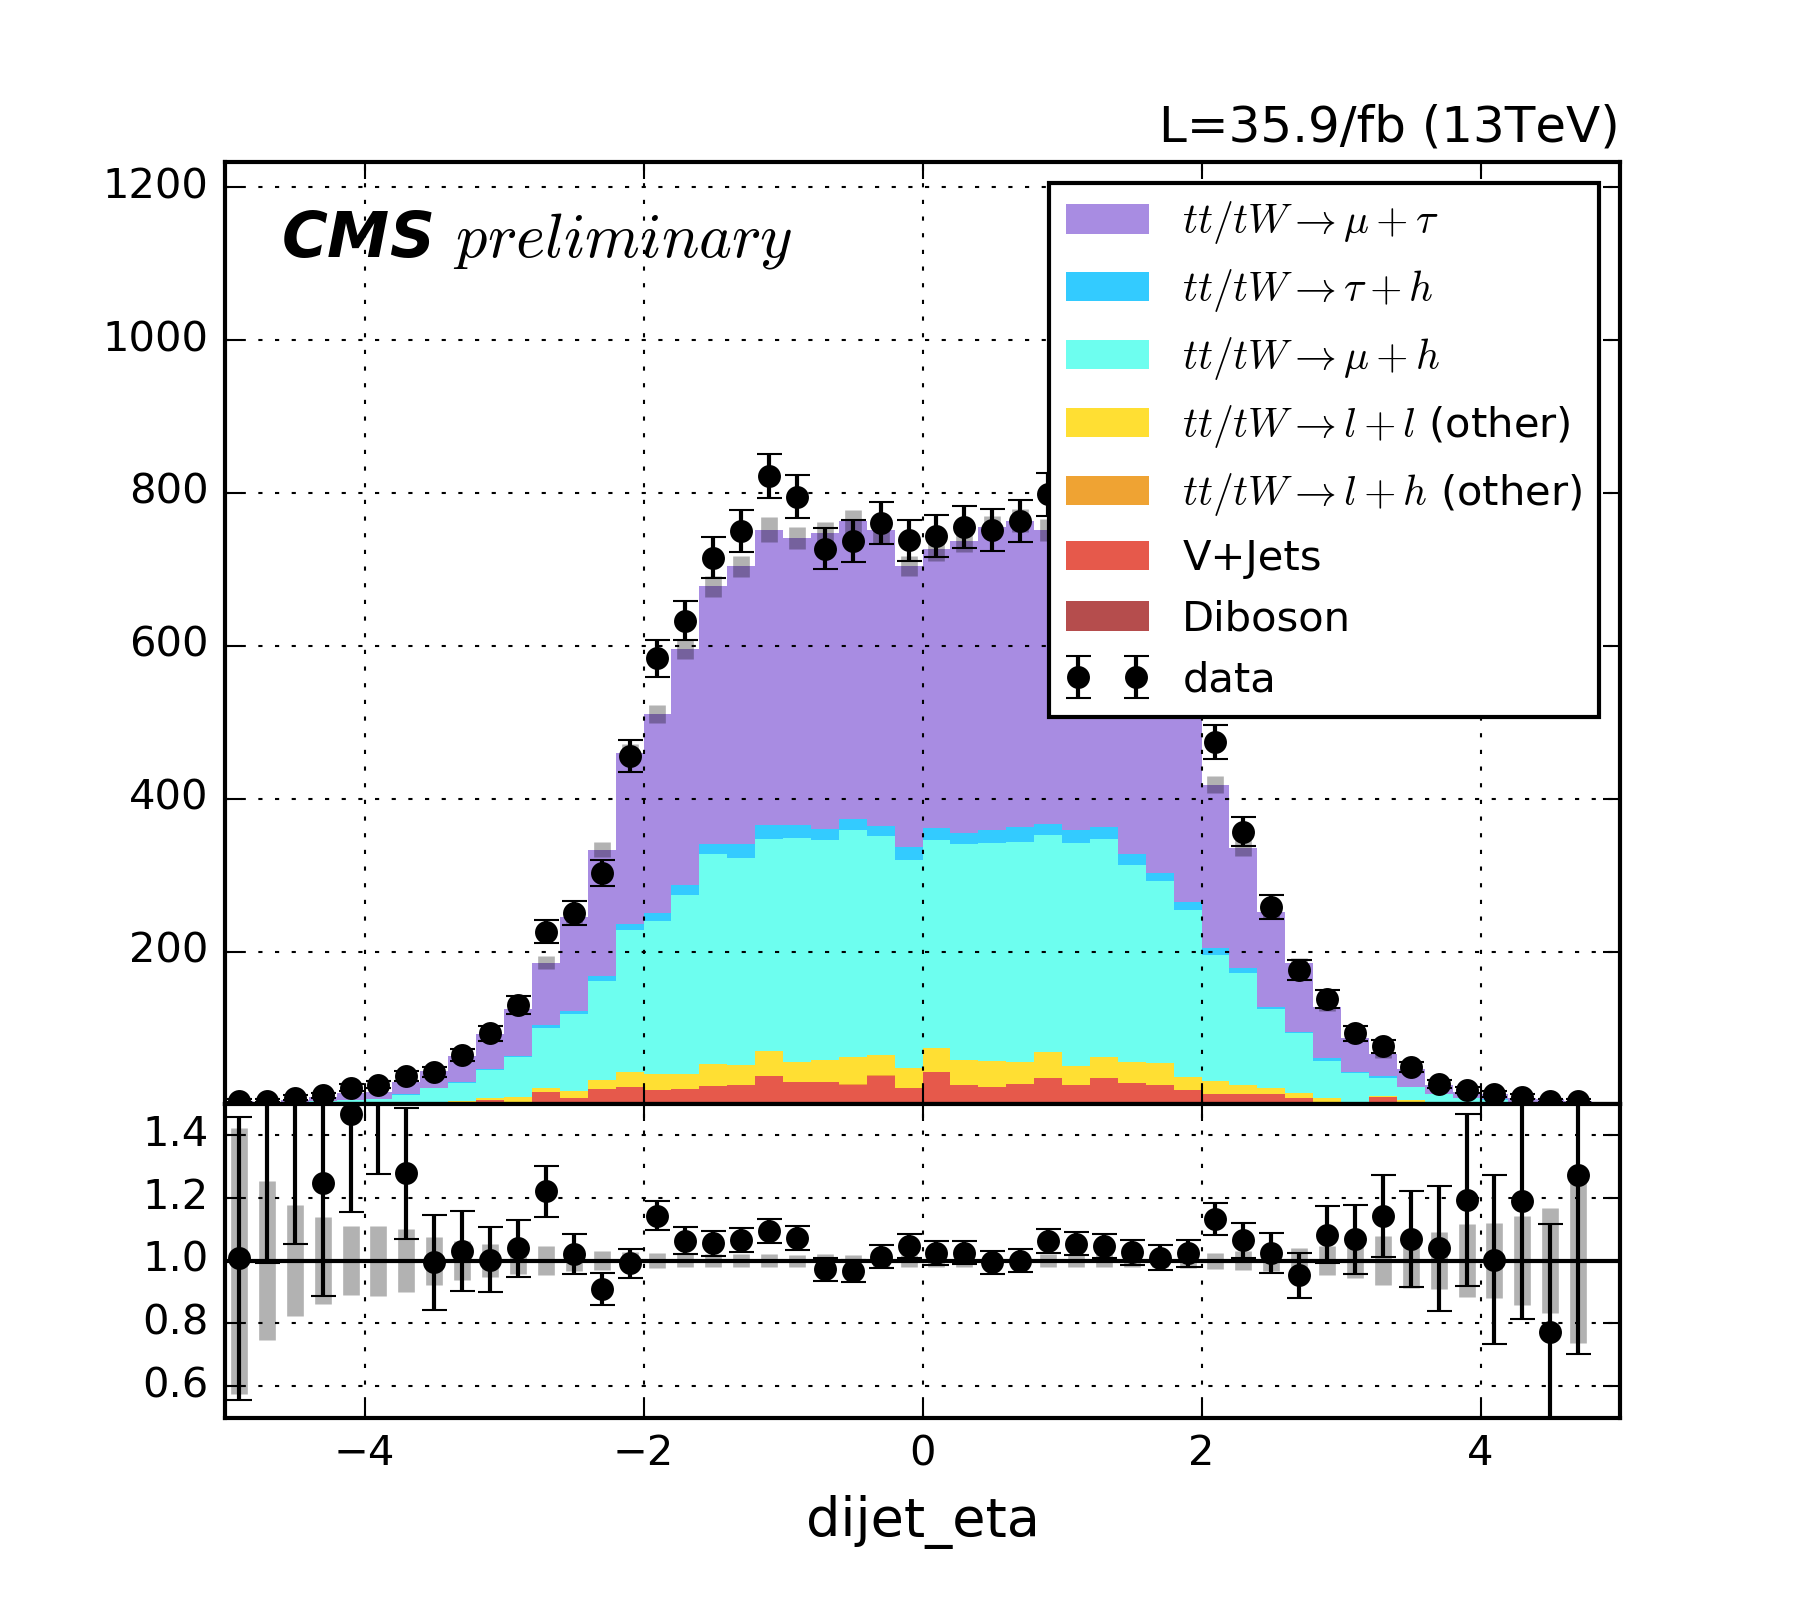 L=35.9/fb (13TeV)
CMS preliminary
1200
1000
800
600
400
200
tt/tW→μ+τ
tt/tW→τ+h
tt/tW→μ+h
tt/tW→l+l (other)
tt/tW→l+h (other)
V+Jets
Diboson
data
1.4
1.2
1.0
0.8
0.6
−4 −2 0 2 4
dijet_eta